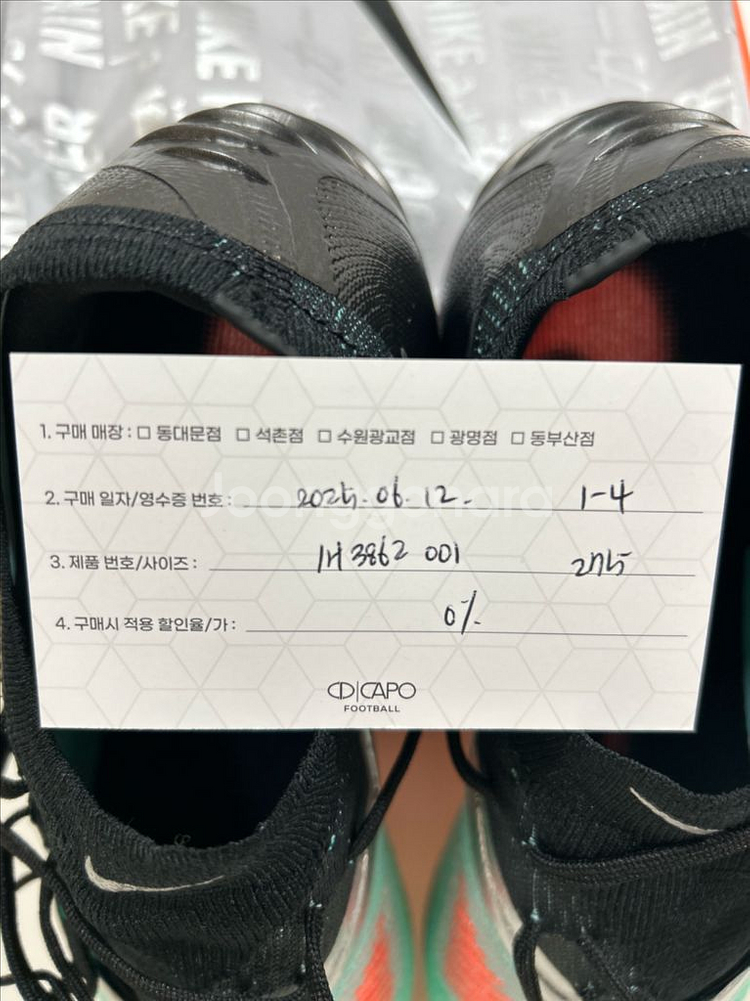 1. 구매 매장 : □ 동대문점 □ 석촌점 □ 수원광교점 □ 광명점 □ 동부산점
2. 구매 일자/영수증 번호 : 2025. 06. 12. 1-4
Joonggonara
3. 제품 번호/사이즈 : IH3862 001 275
4. 구매시 적용 할인율/가 : 0%
CAPO
FOOTBALL